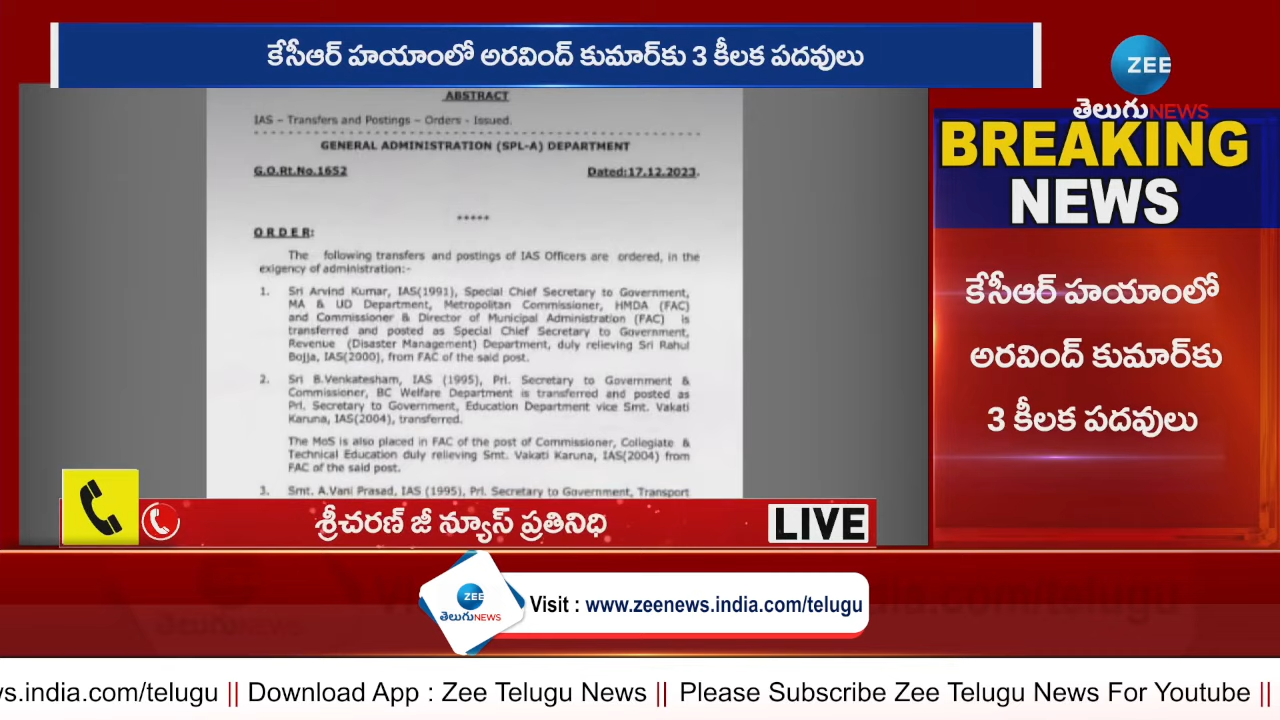 కేసీఆర్ హయాంలో అరవింద్ కుమార్‌కు 3 కీలక పదవులు
ZEE
తెలుగుNEWS
BREAKING
NEWS
కేసీఆర్ హయాంలో
అరవింద్ కుమార్‌కు
3 కీలక పదవులు
ABSTRACT
IAS – Transfers and Postings – Orders - Issued.
GENERAL ADMINISTRATION (SPL-A) DEPARTMENT
G.O.Rt.No.1652 Dated:17.12.2023.
*****
O R D E R:
The following transfers and postings of IAS Officers are ordered, in the
exigency of administration:-
1. Sri Arvind Kumar, IAS(1991), Special Chief Secretary to Government,
MA & UD Department, Metropolitan Commissioner, HMDA (FAC)
and Commissioner & Director of Municipal Administration (FAC) is
transferred and posted as Special Chief Secretary to Government,
Revenue (Disaster Management) Department, duly relieving Sri Rahul
Bojja, IAS(2000), from FAC of the said post.
2. Sri B.Venkatesham, IAS (1995), Prl. Secretary to Government &
Commissioner, BC Welfare Department is transferred and posted as
Prl. Secretary to Government, Education Department vice Smt. Vakati
Karuna, IAS(2004), transferred.
The MoS is also placed in FAC of the post of Commissioner, Collegiate &
Technical Education duly relieving Smt. Vakati Karuna, IAS(2004) from
FAC of the said post.
3. Smt. A.Vani Prasad, IAS (1995), Prl. Secretary to Government, Transport
శ్రీచరణ్ జీ న్యూస్ ప్రతినిధి
LIVE
ZEE
తెలుగుNEWS
Visit : www.zeenews.india.com/telugu
vs.india.com/telugu || Download App : Zee Telugu News || Please Subscribe Zee Telugu News For Youtube ||